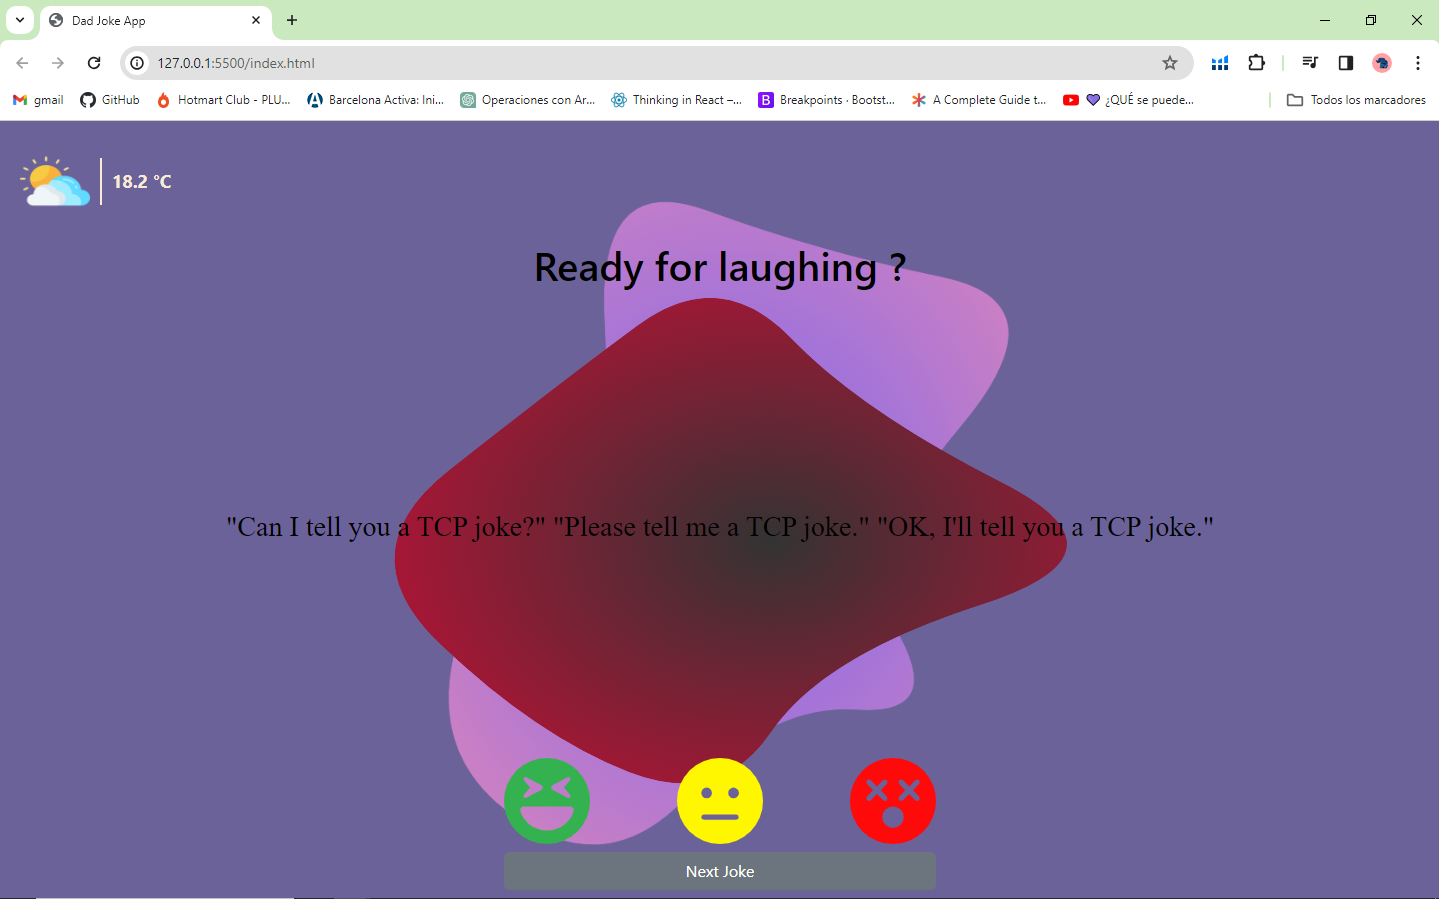 Dad Joke App
127.0.0.1:5500/index.html
gmail
GitHub
Hotmart Club - PLU...
Barcelona Activa: Ini...
Operaciones con Ar...
Thinking in React –...
B
Breakpoints · Bootst...
A Complete Guide t...
¿QUÉ se puede...
Todos los marcadores
18.2 °C
Ready for laughing ?
"Can I tell you a TCP joke?" "Please tell me a TCP joke." "OK, I'll tell you a TCP joke."
Next Joke